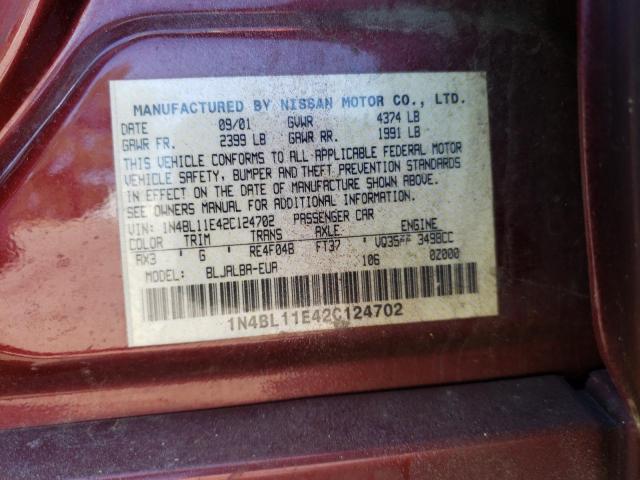 MANUFACTURED BY NISSAN MOTOR CO., LTD.
DATE 09/01 GVWR 4374 LB
GAWR FR. 2399 LB GAWR RR. 1991 LB
THIS VEHICLE CONFORMS TO ALL APPLICABLE FEDERAL MOTOR
VEHICLE SAFETY, BUMPER AND THEFT PREVENTION STANDARDS
IN EFFECT ON THE DATE OF MANUFACTURE SHOWN ABOVE.
SEE OWNERS MANUAL FOR ADDITIONAL INFORMATION.
VIN: 1N4BL11E42C124702 PASSENGER CAR
COLOR TRIM TRANS AXLE ENGINE
AX3 G RE4F04B FT37 3498CC
MODEL: BLJALBA-EUA 106 0Z000
1N4BL11E42C124702